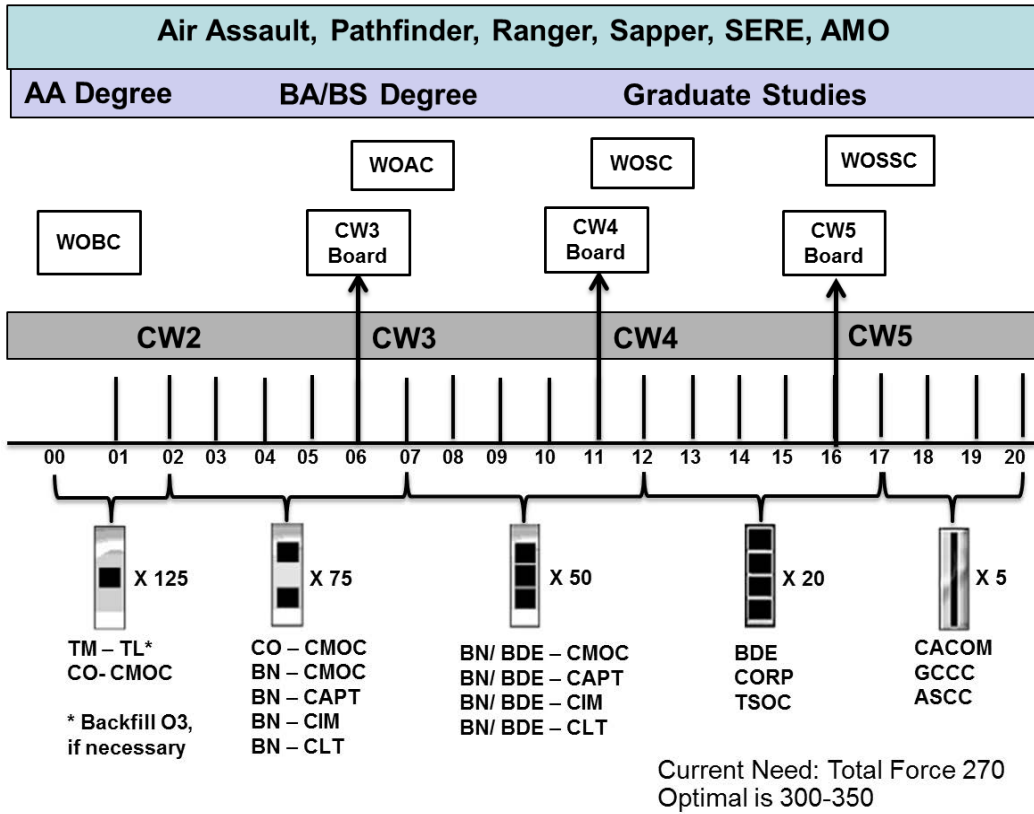 Air Assault, Pathfinder, Ranger, Sapper, SERE, AMO
AA Degree BA/BS Degree Graduate Studies
WOAC WOSC WOSSC
WOBC
CW3
Board
CW4
Board
CW5
Board
CW2 CW3 CW4 CW5
00 01 02 03 04 05 06 07 08 09 10 11 12 13 14 15 16 17 18 19 20
X 125 X 75 X 50 X 20 X 5
TM – TL*
CO- CMOC
* Backfill O3,
if necessary
CO – CMOC
BN – CMOC
BN – CAPT
BN – CIM
BN – CLT
BN/ BDE – CMOC
BN/ BDE – CAPT
BN/ BDE – CIM
BN/ BDE – CLT
BDE
CORP
TSOC
CACOM
GCCC
ASCC
Current Need: Total Force 270
Optimal is 300-350